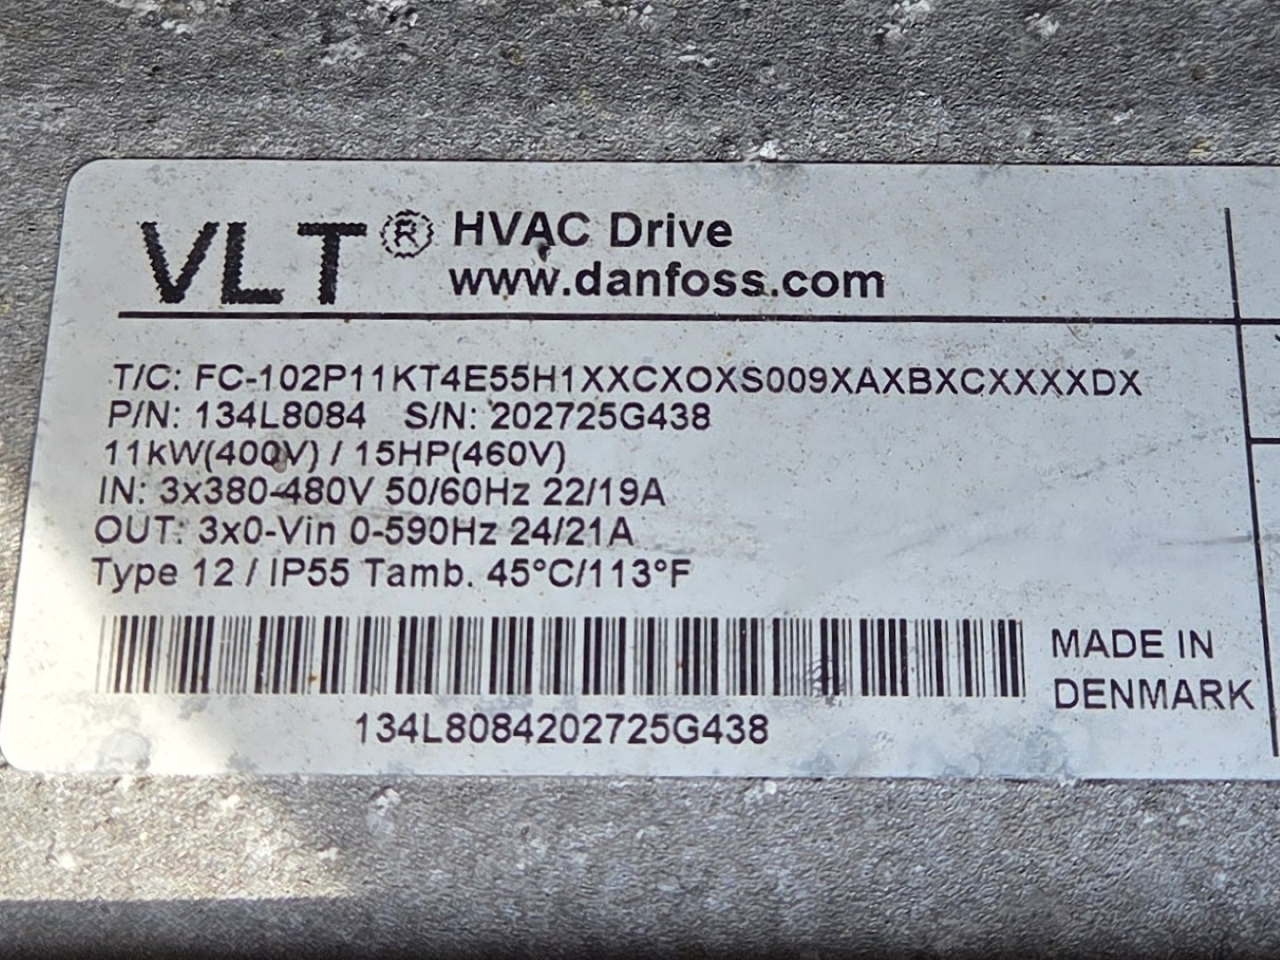 VLT® HVAC Drive
www.danfoss.com
T/C: FC-102P11KT4E55H1XXCXOXS009XAXBXCXXXXDX
P/N: 134L8084 S/N: 202725G438
11kW(400V) / 15HP(460V)
IN: 3x380-480V 50/60Hz 22/19A
OUT: 3x0-Vin 0-590Hz 24/21A
Type 12 / IP55 Tamb. 45°C/113°F
MADE IN
DENMARK
134L8084202725G438